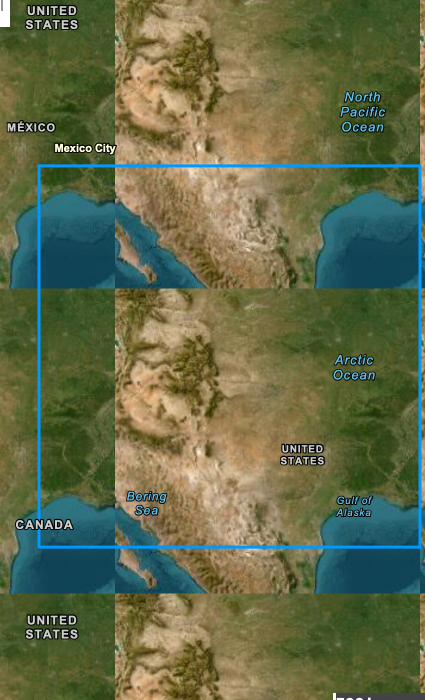 UNITED
STATES
North
Pacific
Ocean
MÉXICO
Mexico City
Arctic
Ocean
UNITED
STATES
Bering
Sea
Gulf of
Alaska
CANADA
UNITED
STATES